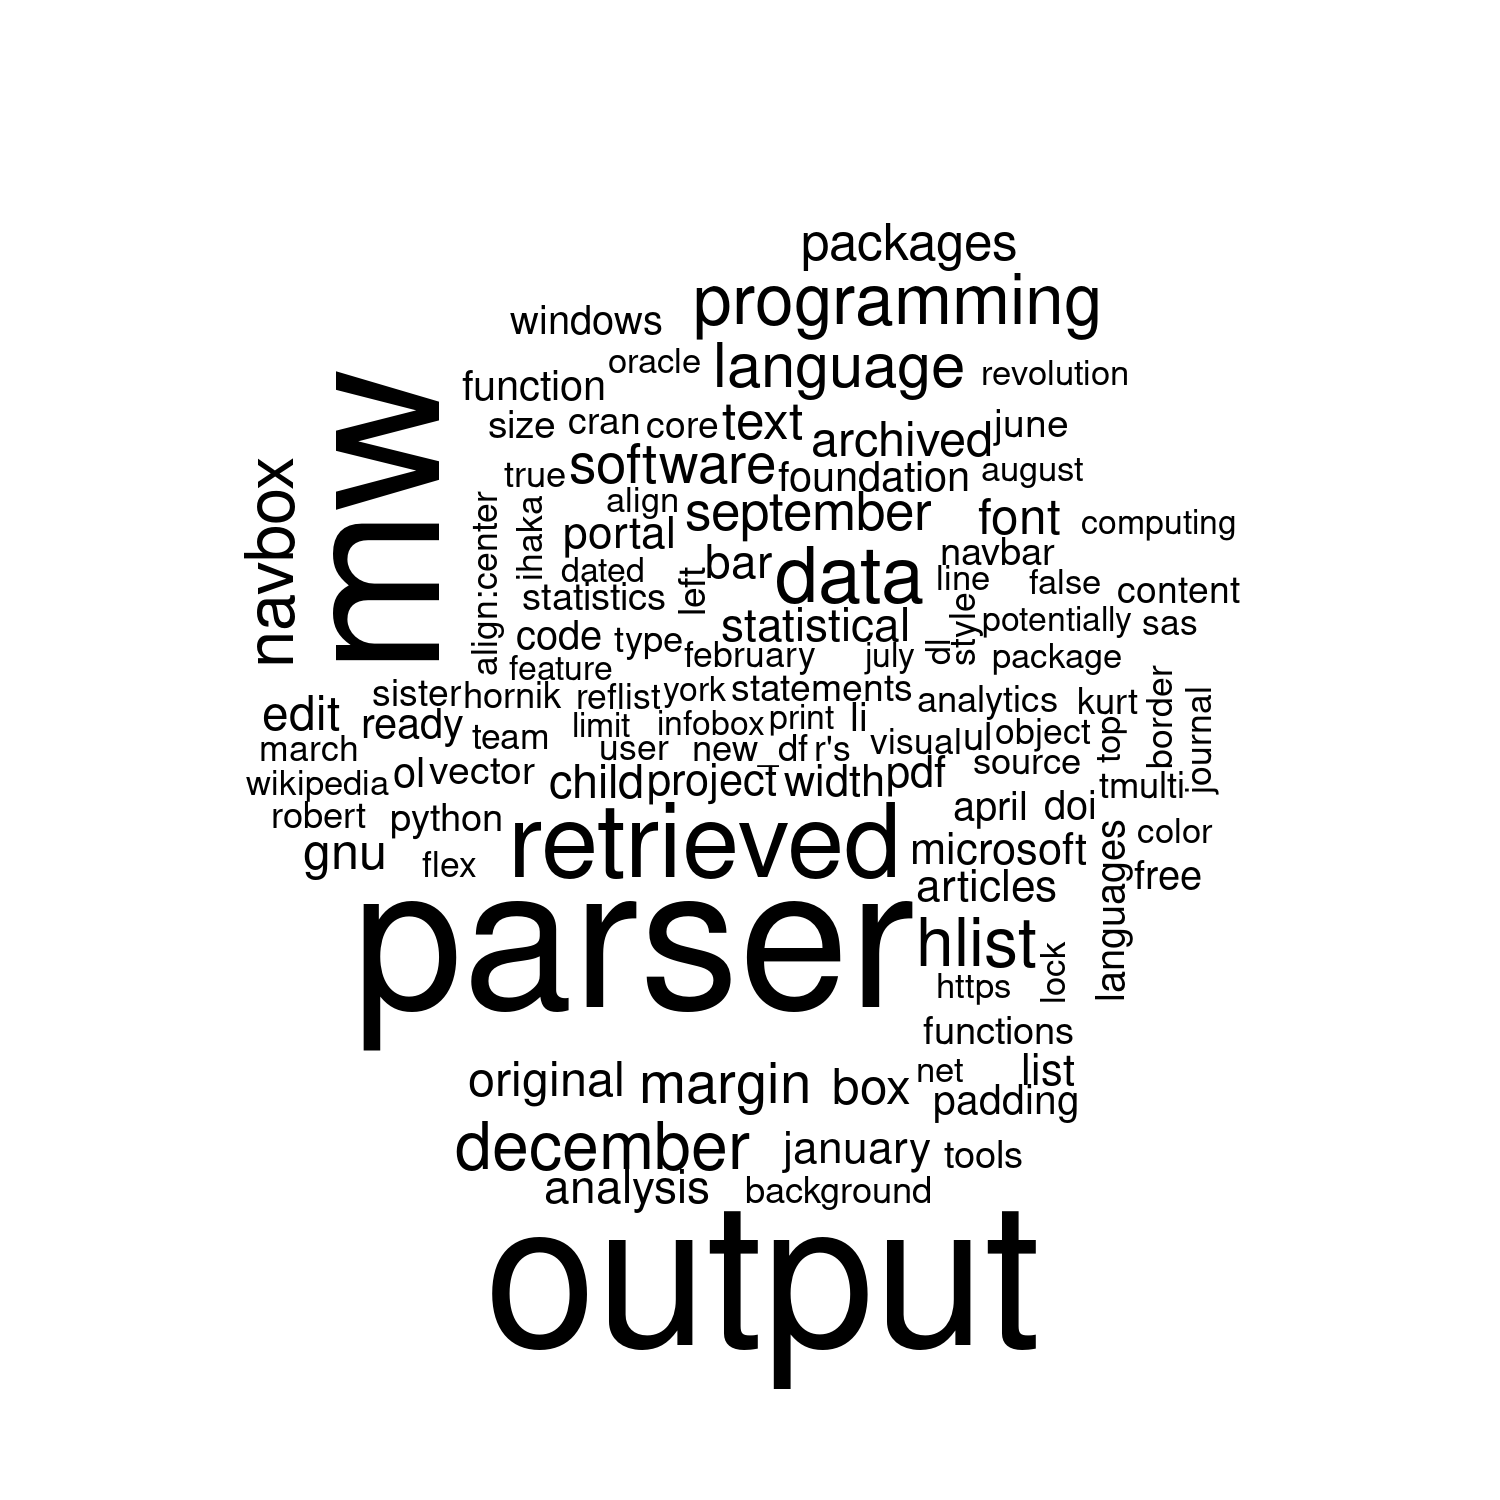 packages
programming
windows
oracle
language
revolution
function
size
cran
core
text
archived
june
navbox
mw
true
software
foundation
august
align
september
font
computing
align:center
ihaka
portal
dated
left
bar
data
navbar
line
false
content
statistics
statistical
style
potentially
sas
code
type
february
july
dl
package
feature
sister
hornik
reflist
york
statements
analytics
kurt
border
journal
edit
ready
team
limit
infobox
print
li
user
new_df
r's
visual
ul
object
top
march
source
wikipedia
ol
vector
child
project
width
pdf
tmulti
robert
python
retrieved
april
doi
color
gnu
flex
microsoft
languages
free
articles
parser
hlist
lock
https
functions
original
margin
box
net
list
padding
december
january
tools
analysis
background
output